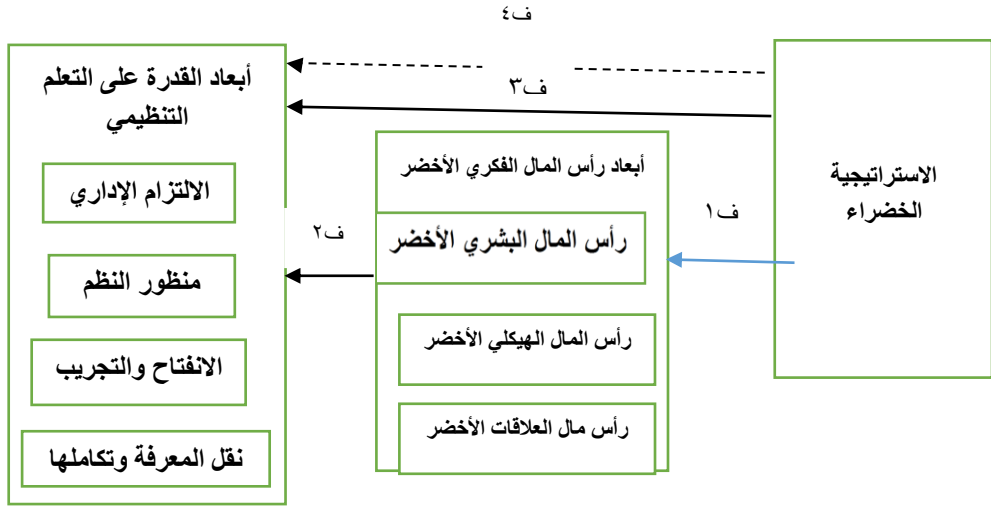 ف٤
ف٣
الاستراتيجية
الخضراء
ف١
أبعاد رأس المال الفكري الأخضر
رأس المال البشري الأخضر
رأس المال الهيكلي الأخضر
رأس مال العلاقات الأخضر
ف٢
أبعاد القدرة على التعلم
التنظيمي
الالتزام الإداري
منظور النظم
الانفتاح والتجريب
نقل المعرفة وتكاملها